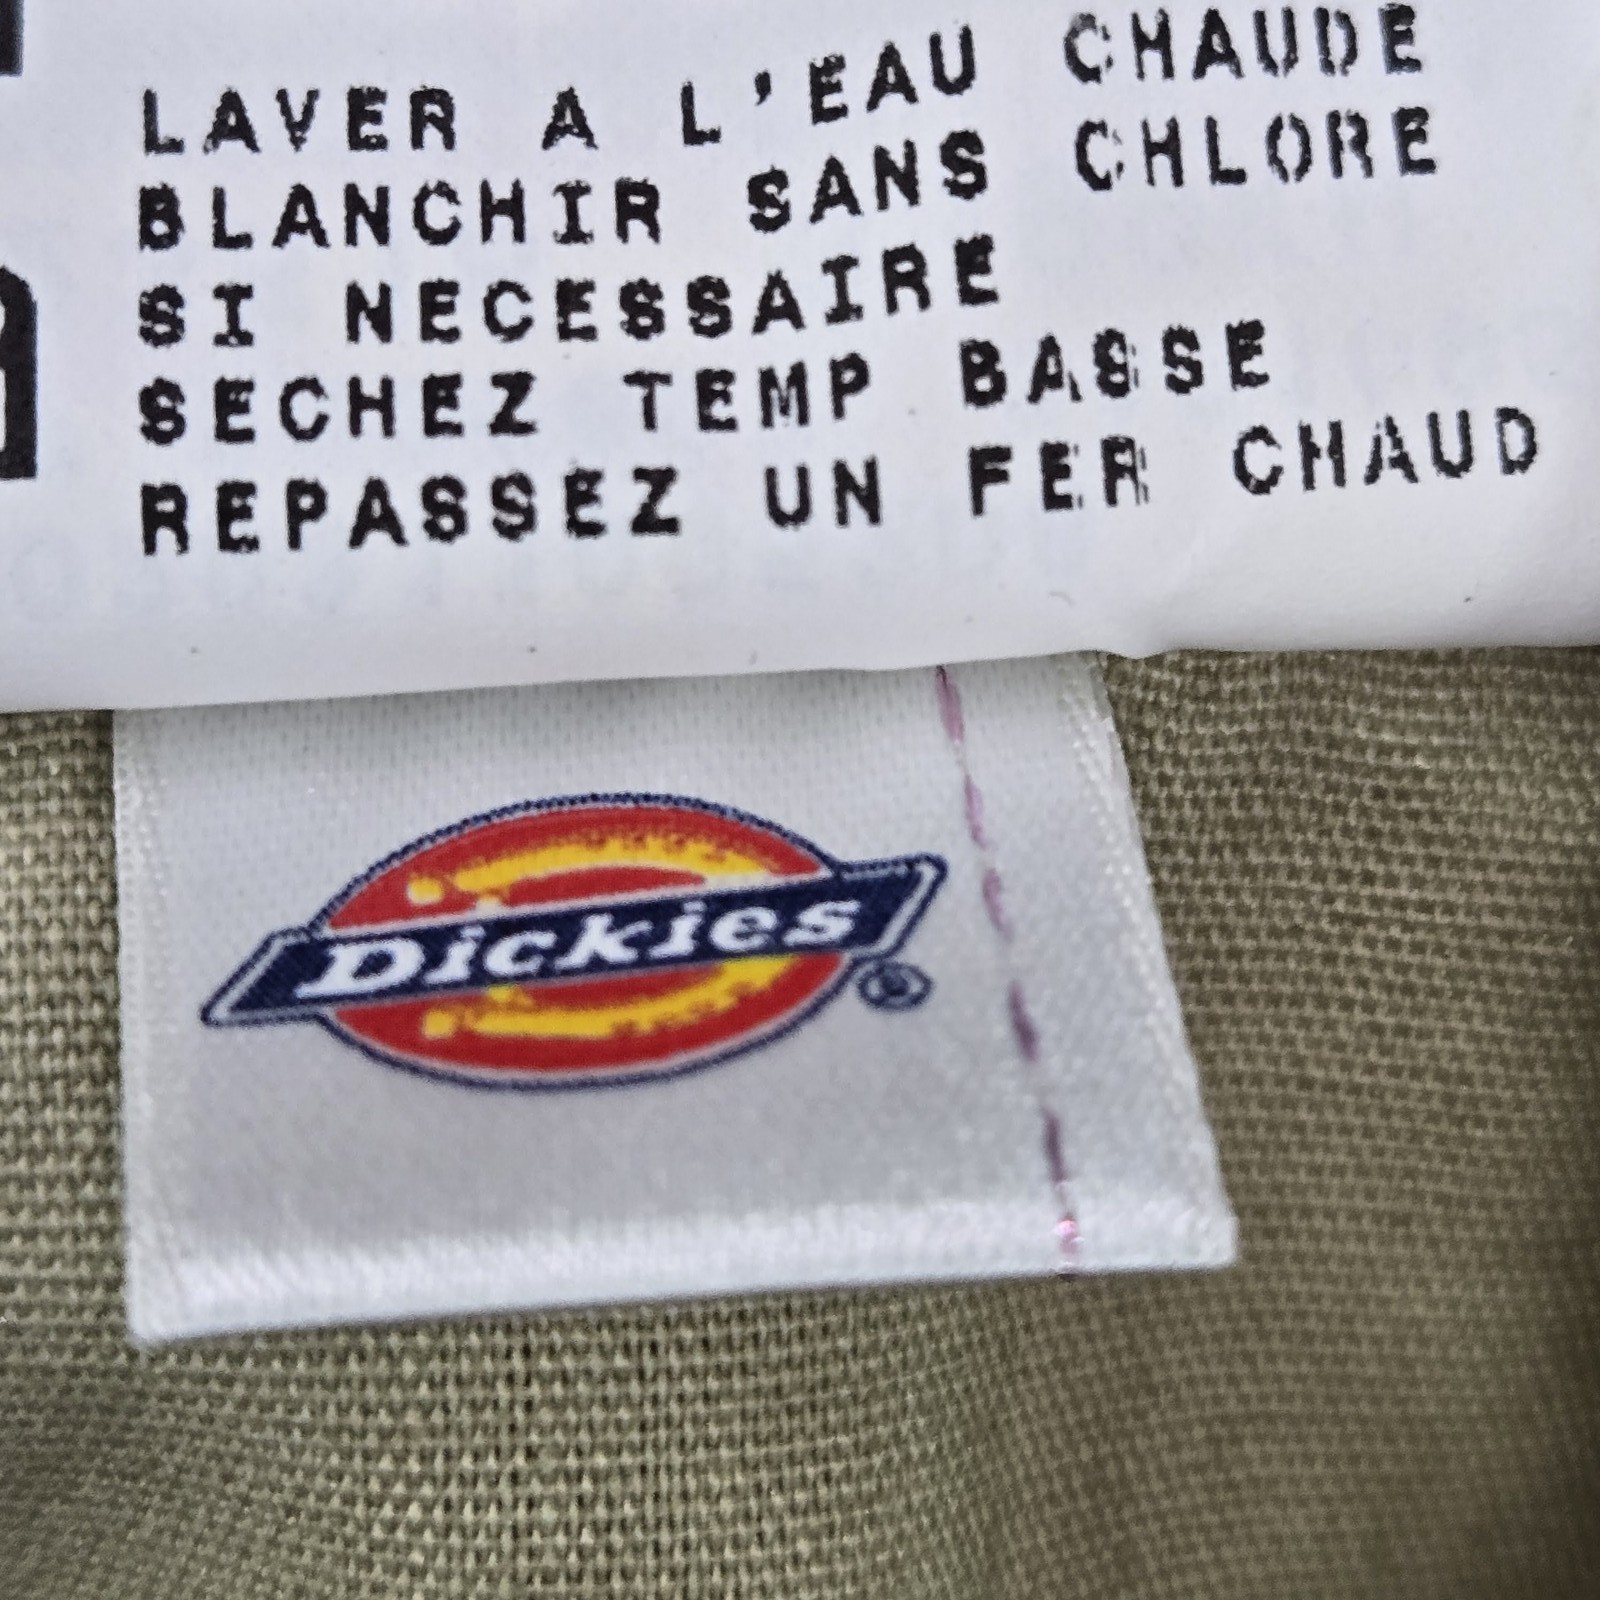 LAVER A L'EAU CHAUDE
BLANCHIR SANS CHLORE
SI NECESSAIRE
SECHEZ TEMP BASSE
REPASSEZ UN FER CHAUD
Dickies
®